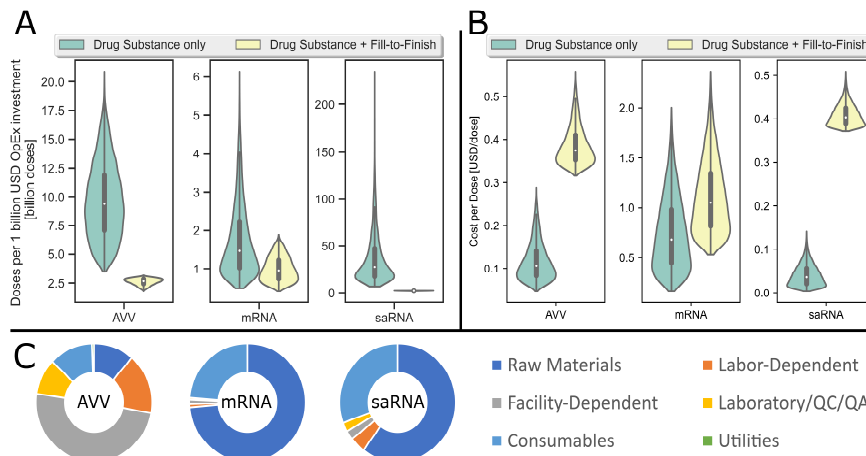 A
Drug Substance only
Drug Substance + Fill-to-Finish
Doses per 1 billion USD OpEx investment
[billion coses]
20.0
17.5
15.0
12.5
10.0
7.5
5.0
2.5
6
5
4
3
2
1
200
150
100
50
0
AVV
mRNA
saRNA
B
Drug Substance only
Drug Substance + Fill-to-Finish
Cost per Dose [USD/dose]
0.5
0.4
0.3
0.2
0.1
2.0
1.5
1.0
0.5
0.5
0.4
0.3
0.2
0.1
0.0
AVV
mRNA
saRNA
C
AVV
mRNA
saRNA
Raw Materials
Labor-Dependent
Facility-Dependent
Laboratory/QC/QA
Consumables
Utilities